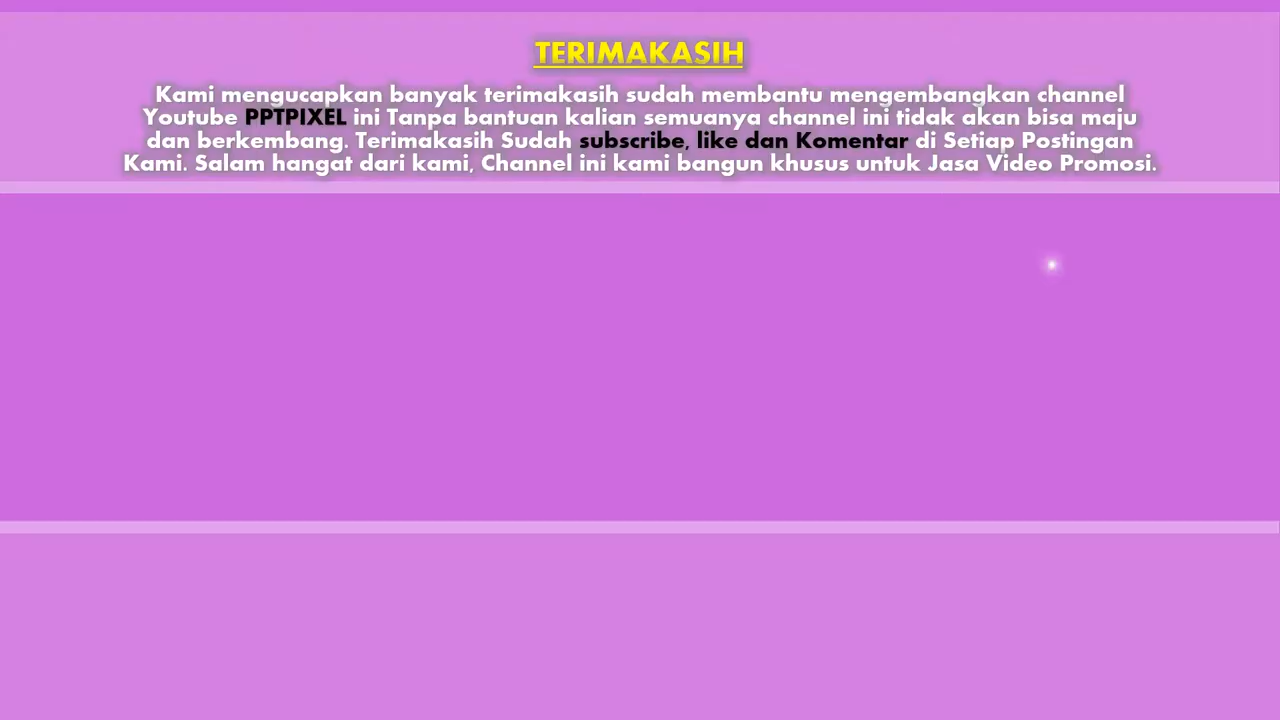 TERIMAKASIH
Kami mengucapkan banyak terimakasih sudah membantu mengembangkan channel
Youtube PPTPIXEL ini Tanpa bantuan kalian semuanya channel ini tidak akan bisa maju
dan berkembang. Terimakasih Sudah subscribe, like dan Komentar di Setiap Postingan
Kami. Salam hangat dari kami, Channel ini kami bangun khusus untuk Jasa Video Promosi.